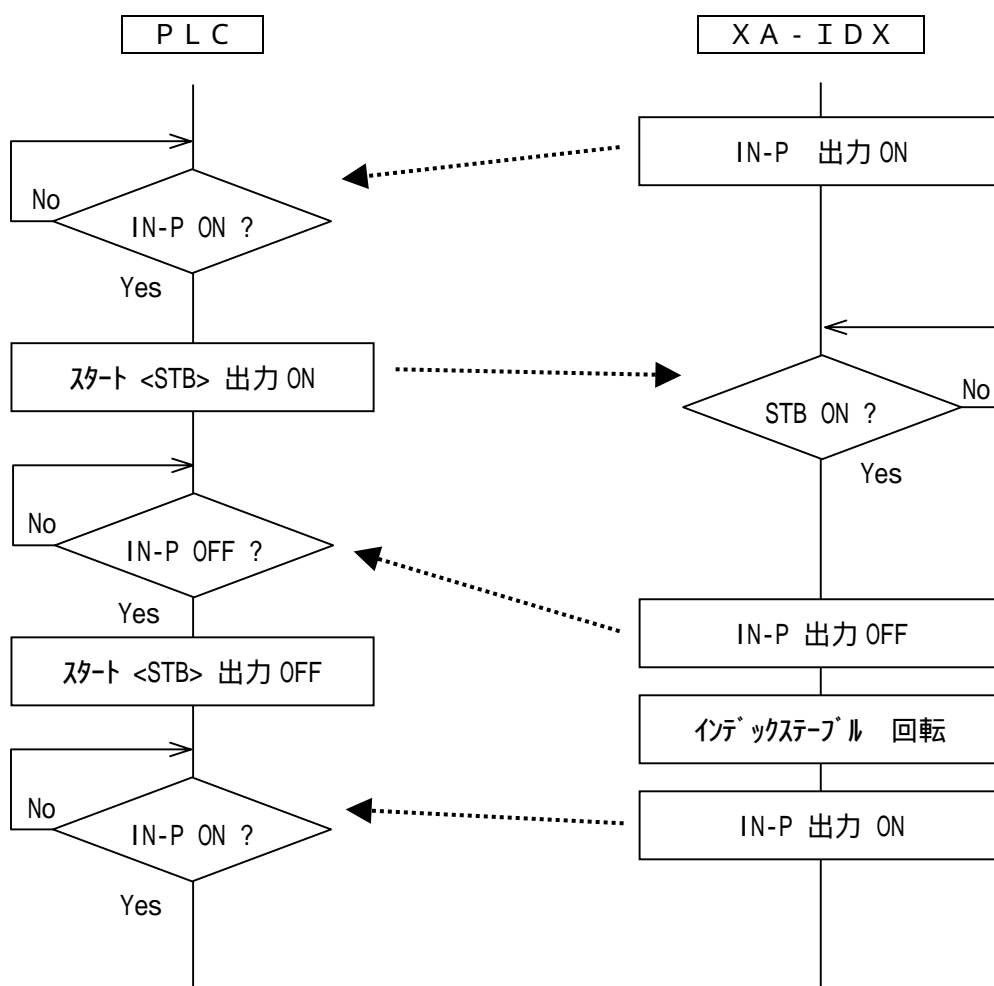 ＰＬＣ
ＸＡ-ＩＤＸ
IN-P ON ?
No
Yes
ｽﾀｰﾄ <STB> 出力 ON
IN-P OFF ?
No
Yes
ｽﾀｰﾄ <STB> 出力 OFF
IN-P ON ?
No
Yes
IN-P 出力 ON
STB ON ?
No
Yes
IN-P 出力 OFF
ｲﾝﾃﾞｯｸｽﾃｰﾌﾞﾙ 回転
IN-P 出力 ON